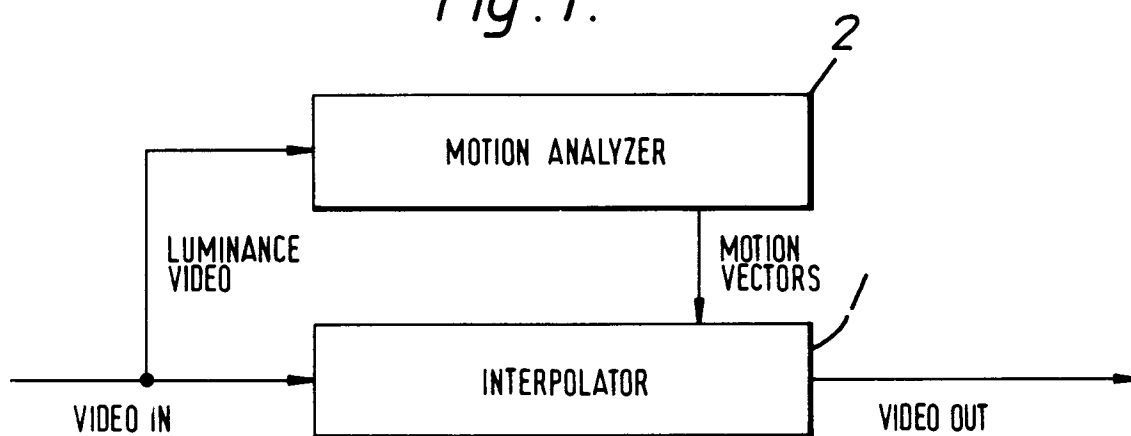 Fig. 1.
2
MOTION ANALYZER
LUMINANCE
VIDEO
MOTION
VECTORS
1
INTERPOLATOR
VIDEO IN
VIDEO OUT